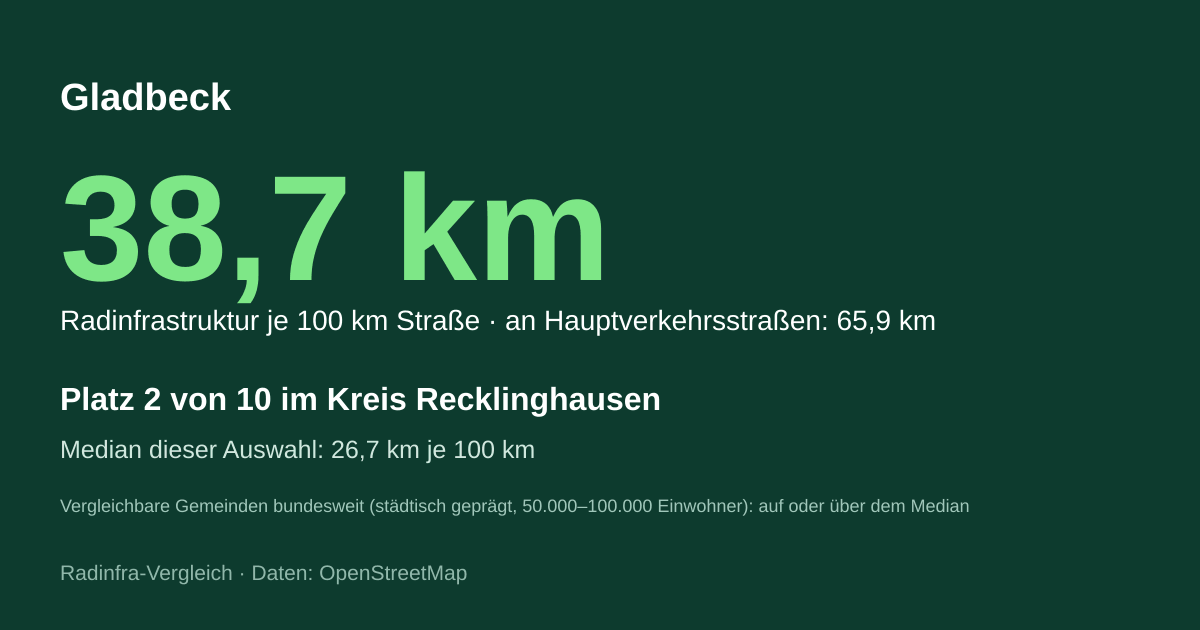 Gladbeck
38,7 km
Radinfrastruktur je 100 km Straße · an Hauptverkehrsstraßen: 65,9 km
Platz 2 von 10 im Kreis Recklinghausen
Median dieser Auswahl: 26,7 km je 100 km
Vergleichbare Gemeinden bundesweit (städtisch geprägt, 50.000–100.000 Einwohner): auf oder über dem Median
Radinfra-Vergleich · Daten: OpenStreetMap